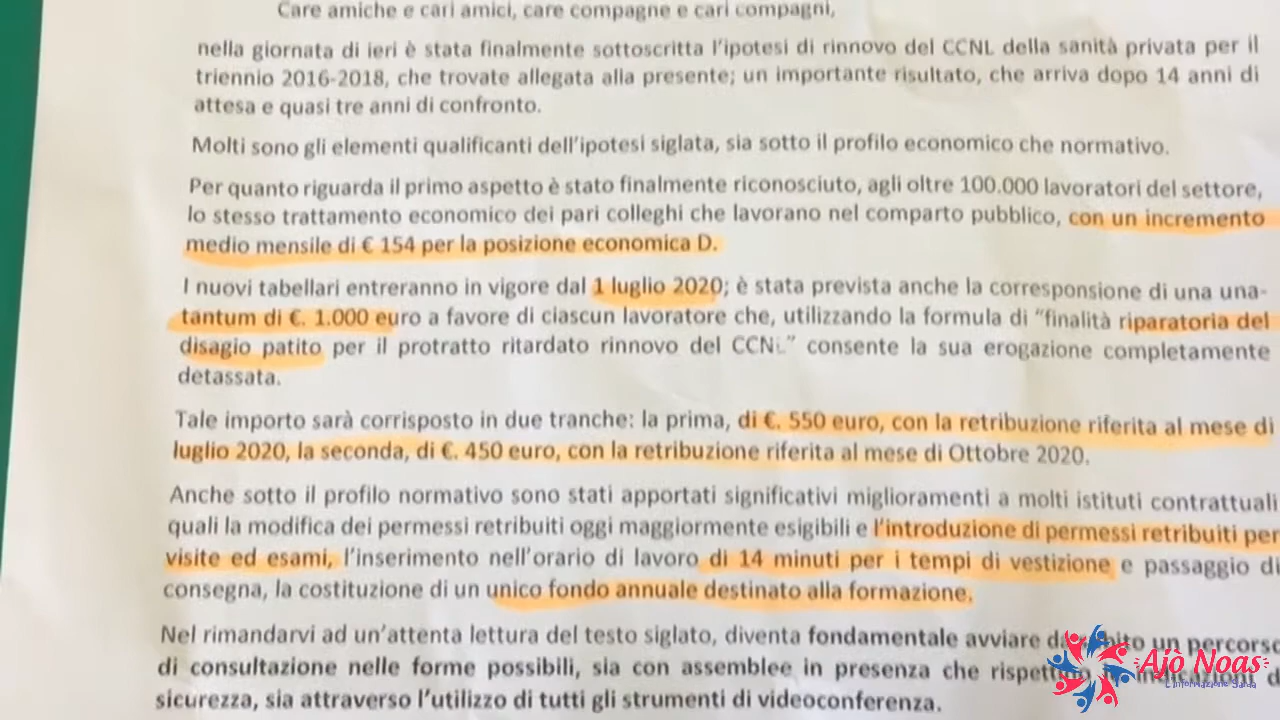 Care amiche e cari amici, care compagne e cari compagni,
nella giornata di ieri è stata finalmente sottoscritta l'ipotesi di rinnovo del CCNL della sanità privata per il
triennio 2016-2018, che trovate allegata alla presente; un importante risultato, che arriva dopo 14 anni di
attesa e quasi tre anni di confronto.
Molti sono gli elementi qualificanti dell'ipotesi siglata, sia sotto il profilo economico che normativo.
Per quanto riguarda il primo aspetto è stato finalmente riconosciuto, agli oltre 100.000 lavoratori del settore,
lo stesso trattamento economico dei pari colleghi che lavorano nel comparto pubblico, con un incremento
medio mensile di € 154 per la posizione economica D.
I nuovi tabellari entreranno in vigore dal 1 luglio 2020; è stata prevista anche la corresponsione di una una-
tantum di €. 1.000 euro a favore di ciascun lavoratore che, utilizzando la formula di "finalità riparatoria del
disagio patito per il protratto ritardato rinnovo del CCNL" consente la sua erogazione completamente
detassata.
Tale importo sarà corrisposto in due tranche: la prima, di €. 550 euro, con la retribuzione riferita al mese di
luglio 2020, la seconda, di €. 450 euro, con la retribuzione riferita al mese di Ottobre 2020.
Anche sotto il profilo normativo sono stati apportati significativi miglioramenti a molti istituti contrattuali
quali la modifica dei permessi retribuiti oggi maggiormente esigibili e l'introduzione di permessi retribuiti per
visite ed esami, l'inserimento nell'orario di lavoro di 14 minuti per i tempi di vestizione e passaggio di
consegna, la costituzione di un unico fondo annuale destinato alla formazione.
Nel rimandarvi ad un'attenta lettura del testo siglato, diventa fondamentale avviare un percorso
di consultazione nelle forme possibili, sia con assemblee in presenza che indicazioni
sicurezza, sia attraverso l'utilizzo di tutti gli strumenti di videoconferenza.
Ajò Noas
L'informazione Sarda